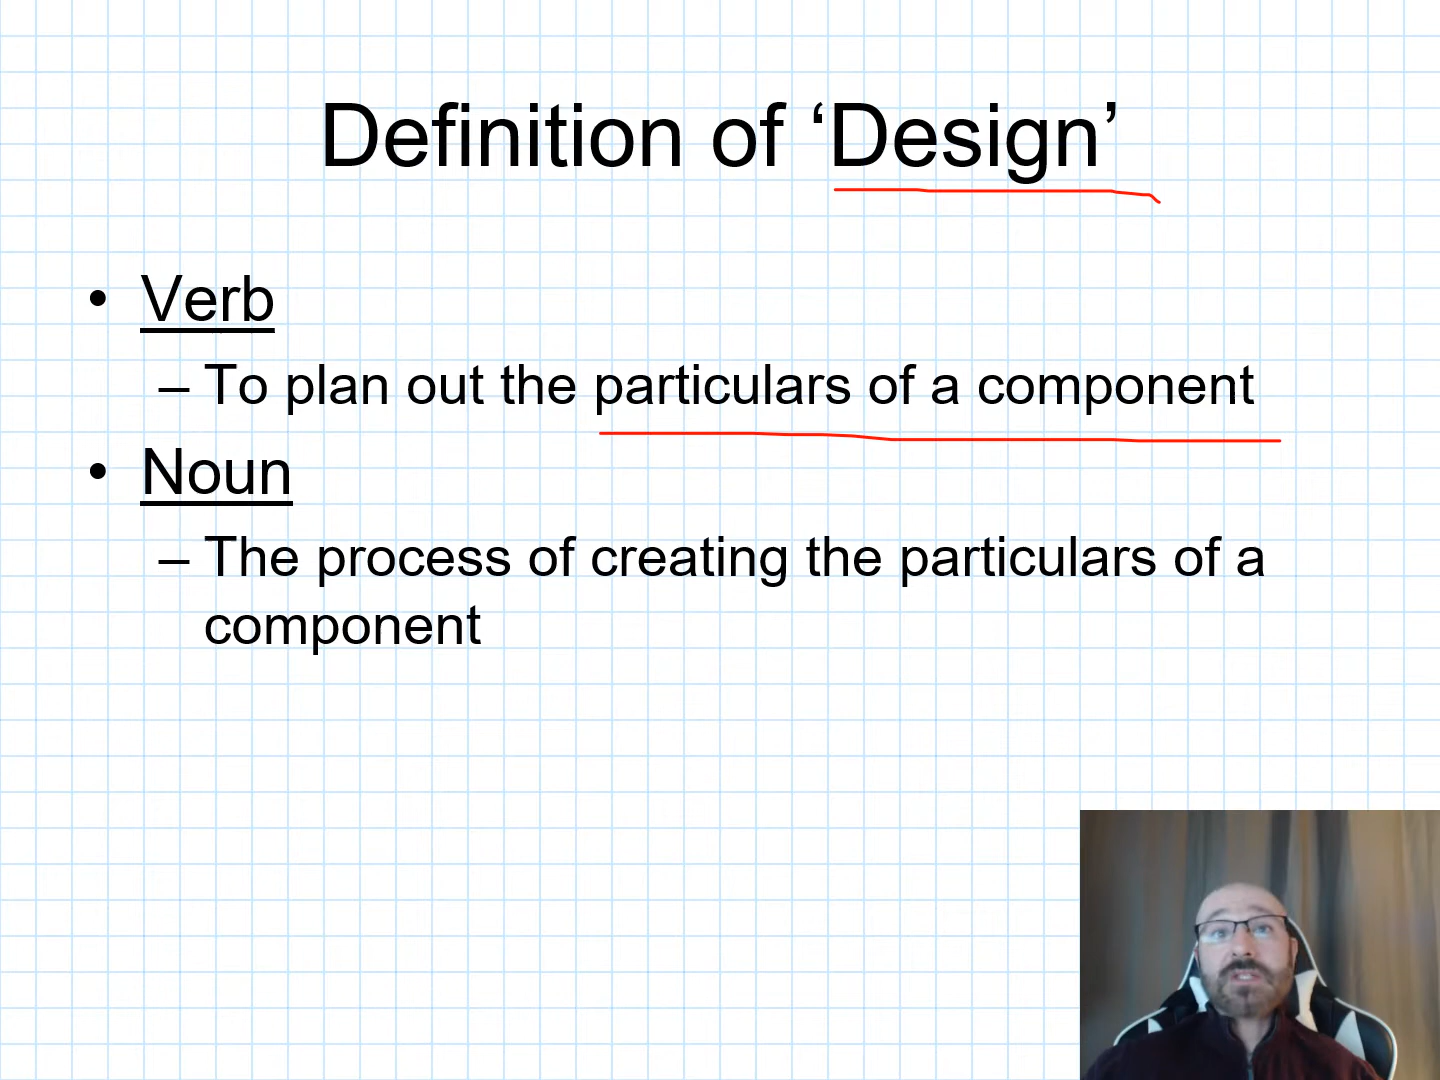 Definition of ‘Design’
• Verb
– To plan out the particulars of a component
• Noun
– The process of creating the particulars of a
component